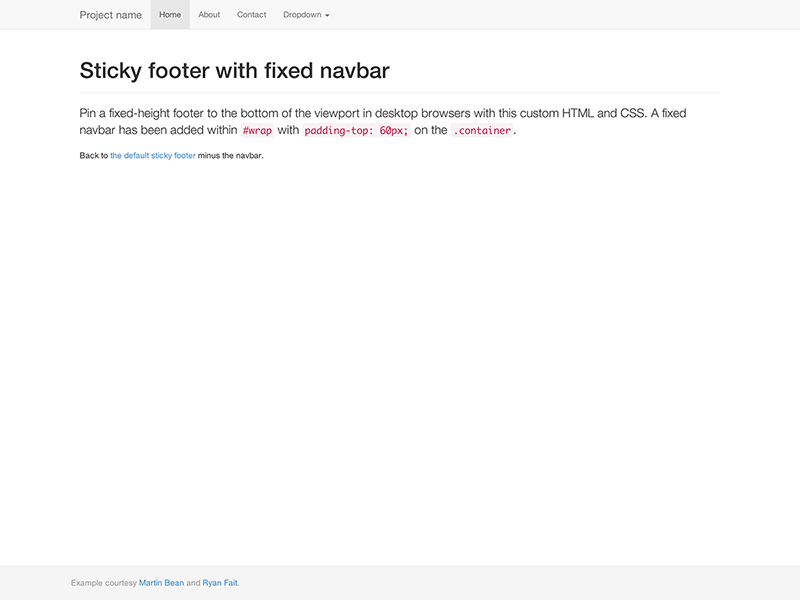 Project name Home About Contact Dropdown
Sticky footer with fixed navbar
Pin a fixed-height footer to the bottom of the viewport in desktop browsers with this custom HTML and CSS. A fixed
navbar has been added within #wrap with padding-top: 60px; on the .container.
Back to the default sticky footer minus the navbar.
Example courtesy Martin Bean and Ryan Fait.